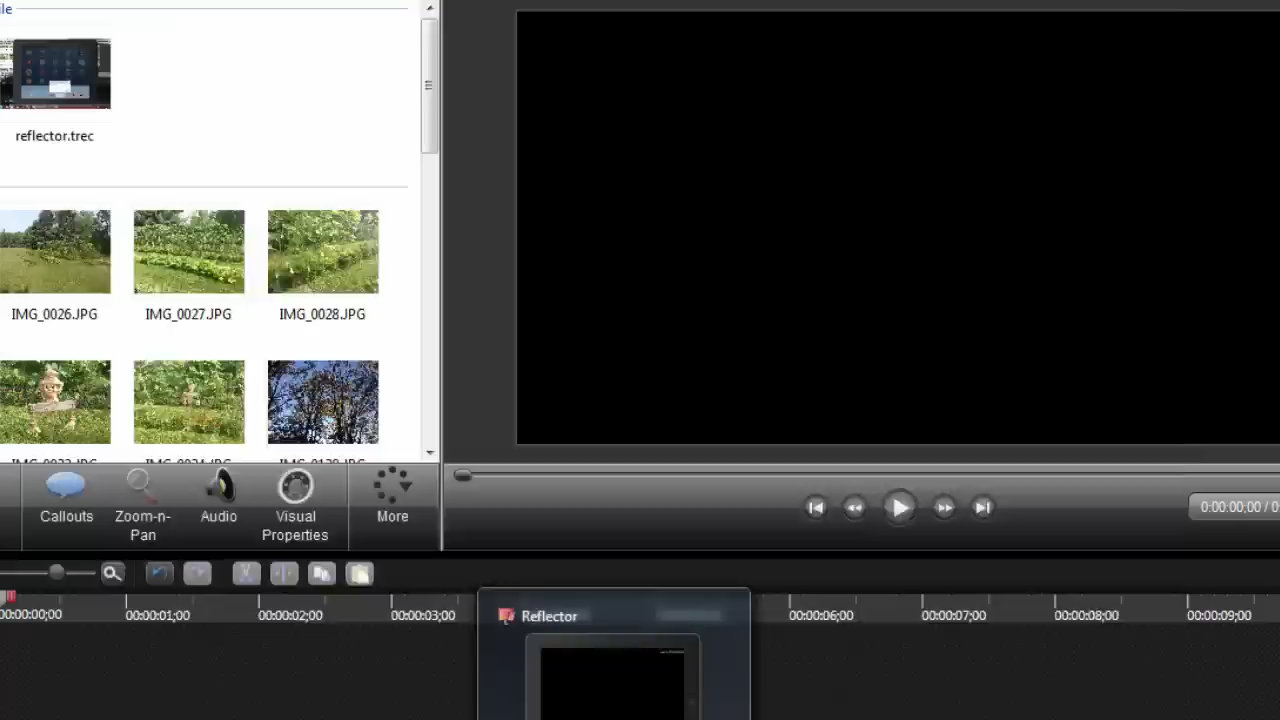 ile
reflector.trec
IMG_0026.JPG IMG_0027.JPG IMG_0028.JPG
Callouts Zoom-n-Pan Audio Visual Properties More
0:00:00;00 / 0
00:00:00;00 00:00:01;00 00:00:02;00 00:00:03;00 00:00:06;00 00:00:07;00 00:00:08;00 00:00:09;00
Reflector